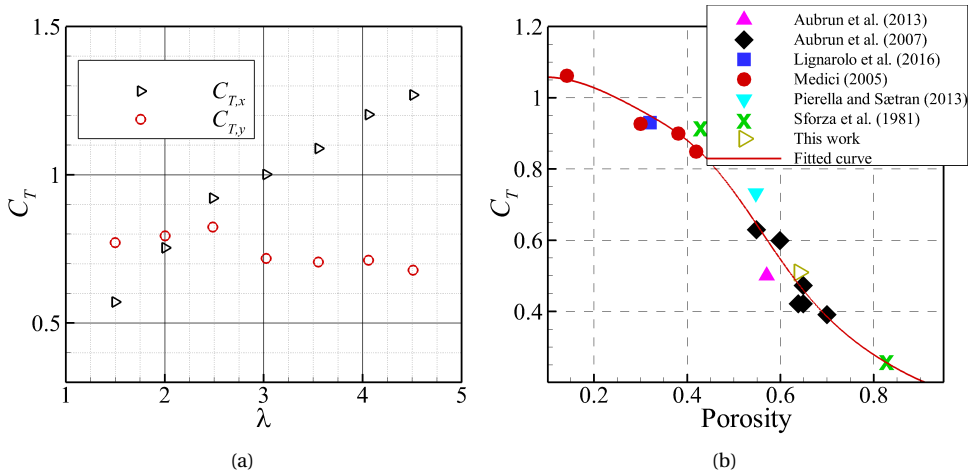 1.5
1
0.5
C_T
1
2
3
4
5
λ
C_{T,x}
C_{T,y}
(a)
1.2
1
0.8
0.6
0.4
C_T
0.2
0.4
0.6
0.8
Porosity
Aubrun et al. (2013)
Aubrun et al. (2007)
Lignarolo et al. (2016)
Medici (2005)
Pierella and Sætran (2013)
Sforza et al. (1981)
This work
Fitted curve
(b)